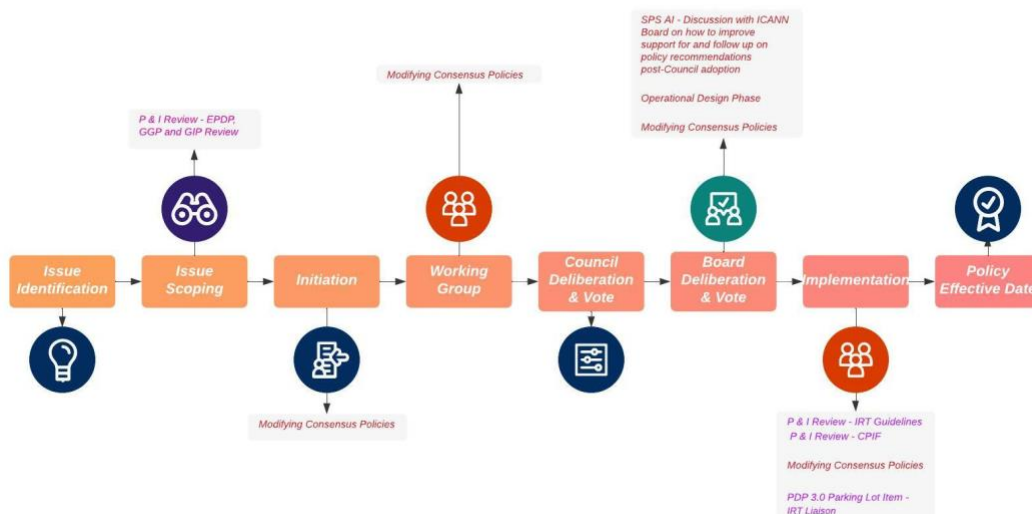 SPS AI - Discussion with ICANN
Board on how to improve
support for and follow up on
policy recommendations
post-Council adoption
Operational Design Phase
Modifying Consensus Policies
Modifying Consensus Policies
P & I Review - EPDP,
GGP and GIP Review
Issue
Identification
Issue
Scoping
Initiation
Working
Group
Council
Deliberation
& Vote
Board
Deliberation
& Vote
Implementation
Policy
Effective Date
Modifying Consensus Policies
P & I Review - IRT Guidelines
P & I Review - CPIF
Modifying Consensus Policies
PDP 3.0 Parking Lot Item -
IRT Liaison